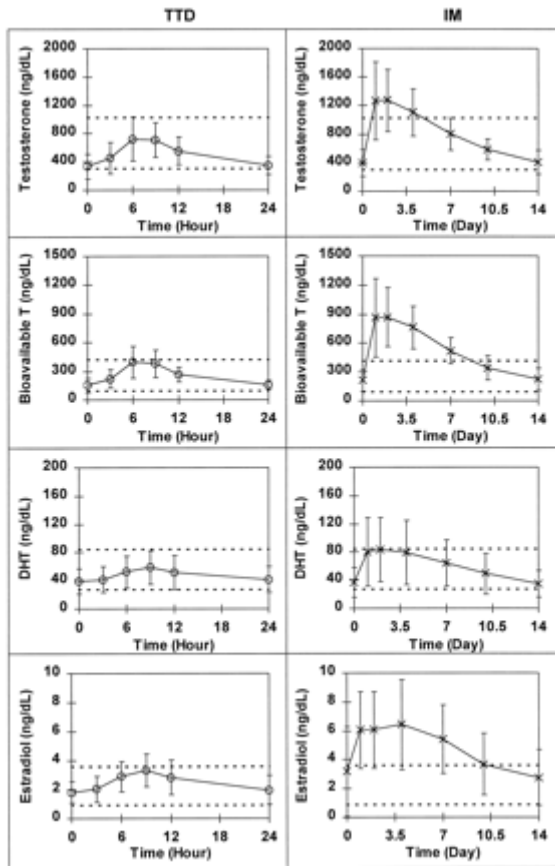 TTD IM
Testosterone (ng/dL)
2000
1600
1200
800
400
0
0 6 12 18 24
Time (Hour)
Testosterone (ng/dL)
2000
1600
1200
800
400
0
0 3.5 7 10.5 14
Time (Day)
Bioavailable T (ng/dL)
1500
1200
900
600
300
0
0 6 12 18 24
Time (Hour)
Bioavailable T (ng/dL)
1500
1200
900
600
300
0
0 3.5 7 10.5 14
Time (Day)
DHT (ng/dL)
200
160
120
80
40
0
0 6 12 18 24
Time (Hour)
DHT (ng/dL)
200
160
120
80
40
0
0 3.5 7 10.5 14
Time (Day)
Estradiol (ng/dL)
10
8
6
4
2
0
0 6 12 18 24
Time (Hour)
Estradiol (ng/dL)
10
8
6
4
2
0
0 3.5 7 10.5 14
Time (Day)